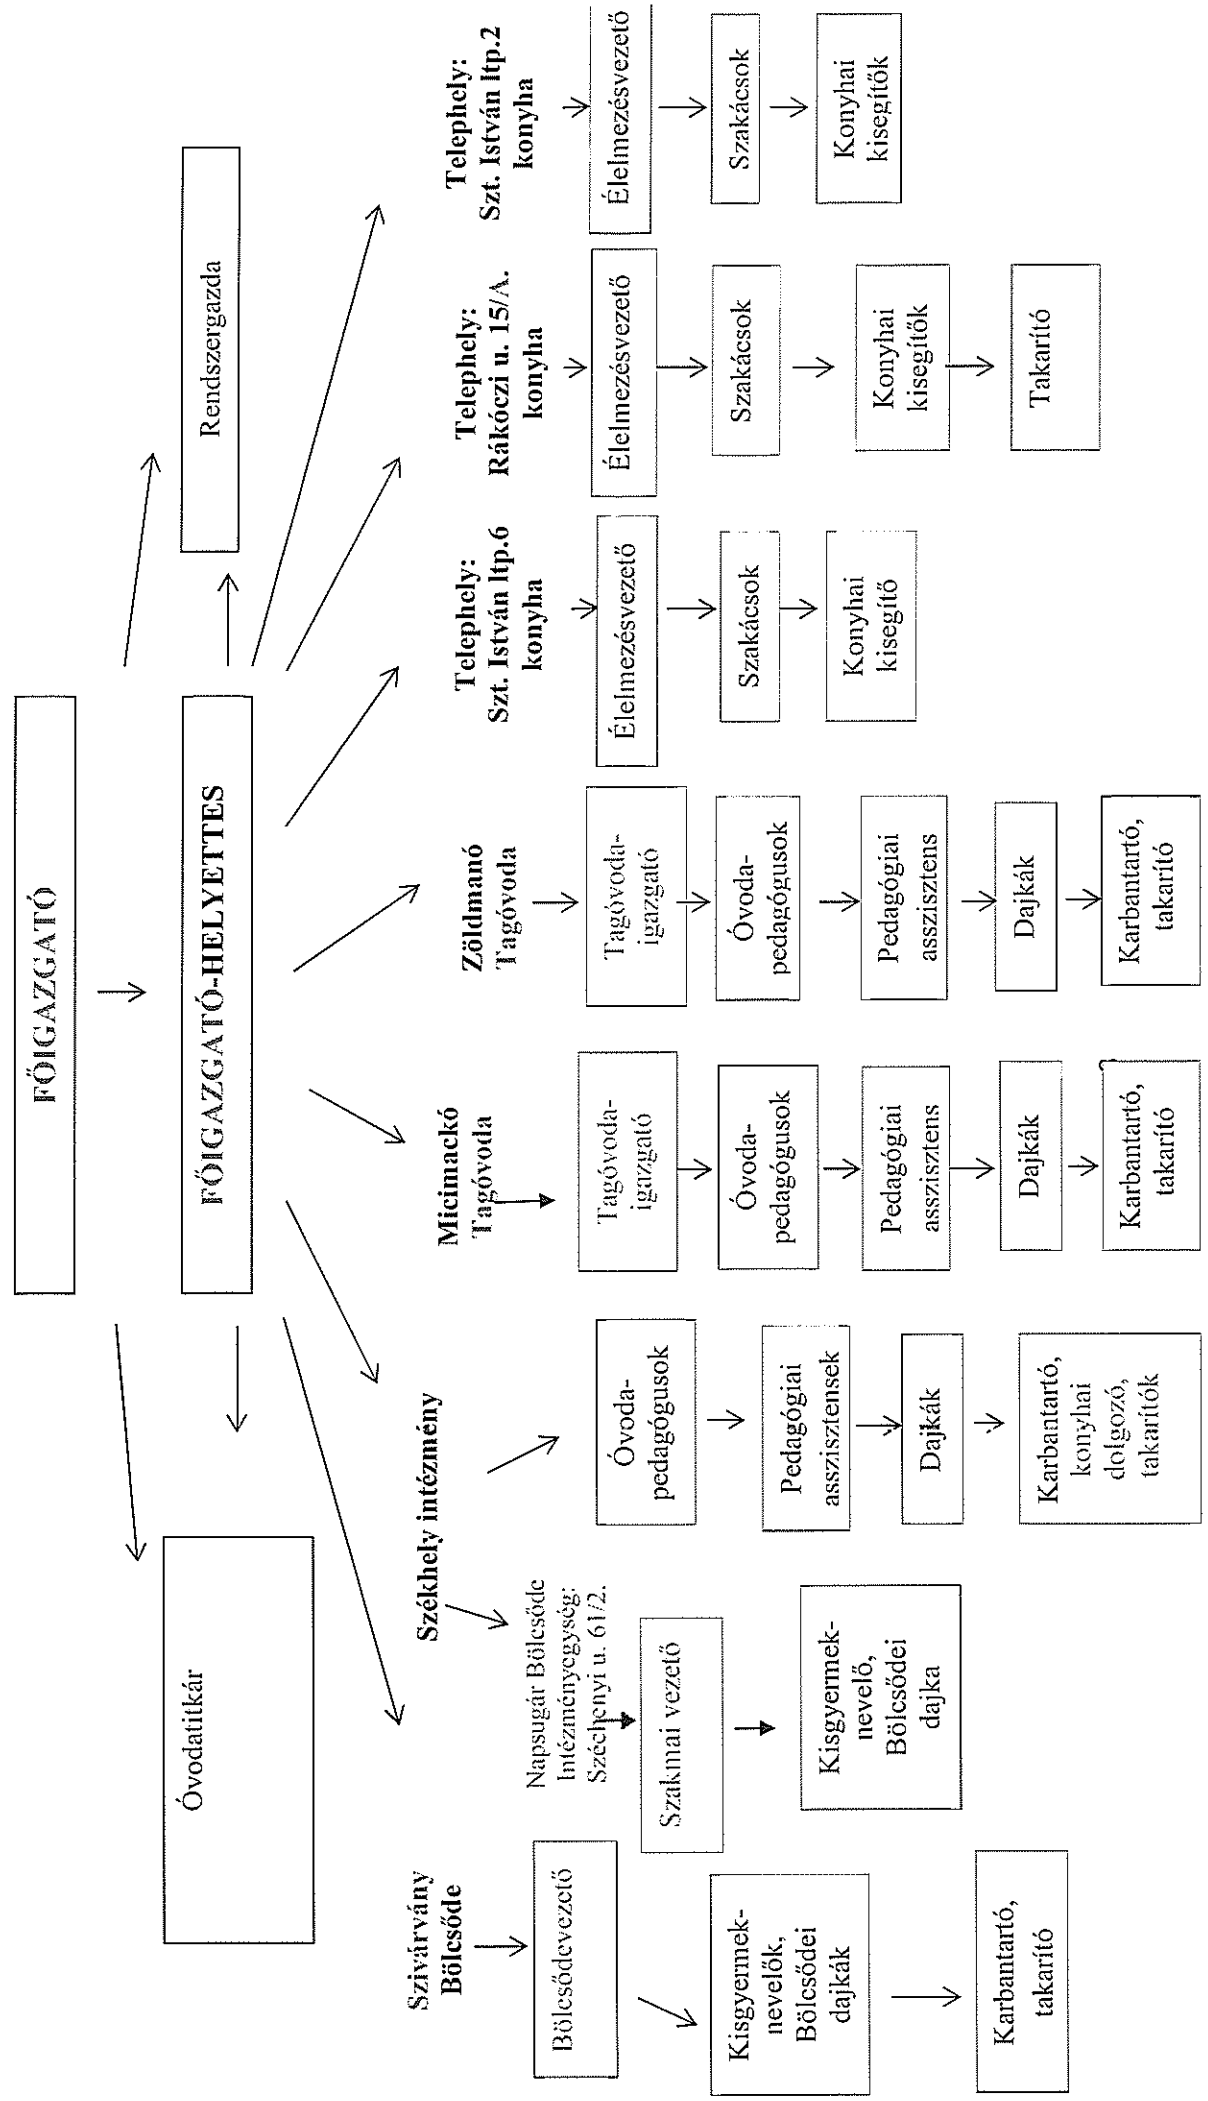 FŐIGAZGATÓ
FŐIGAZGATÓ-HELYETTES
Óvodatitkár
Rendszergazda
Szivárvány
Bölcsőde
Bölcsődevezető
Kisgyermek-
nevelők,
Bölcsődei
dajkák
Karbantartó,
takarító
Székhely intézmény
Napsugár Bölcsőde
Intézményegység:
Széchenyi u. 61/2.
Szakmai vezető
Kisgyermek-
nevelő,
Bölcsődei
dajka
Óvoda-
pedagógusok
Pedagógiai
asszisztensek
Dajkák
Karbantartó,
konyhai
dolgozó,
takarítók
Micimackó
Tagóvoda
Tagóvoda-
igazgató
Óvoda-
pedagógusok
Pedagógiai
asszisztens
Dajkák
Karbantartó,
takarító
Zöldmanó
Tagóvoda
Tagóvoda-
igazgató
Óvoda-
pedagógusok
Pedagógiai
asszisztens
Dajkák
Karbantartó,
takarító
Telephely:
Szt. István ltp.6
konyha
Élelmezésvezető
Szakácsok
Konyhai
kisegítő
Telephely:
Rákóczi u. 15/A.
konyha
Élelmezésvezető
Szakácsok
Konyhai
kisegítők
Takarító
Telephely:
Szt. István ltp.2
konyha
Élelmezésvezető
Szakácsok
Konyhai
kisegítők